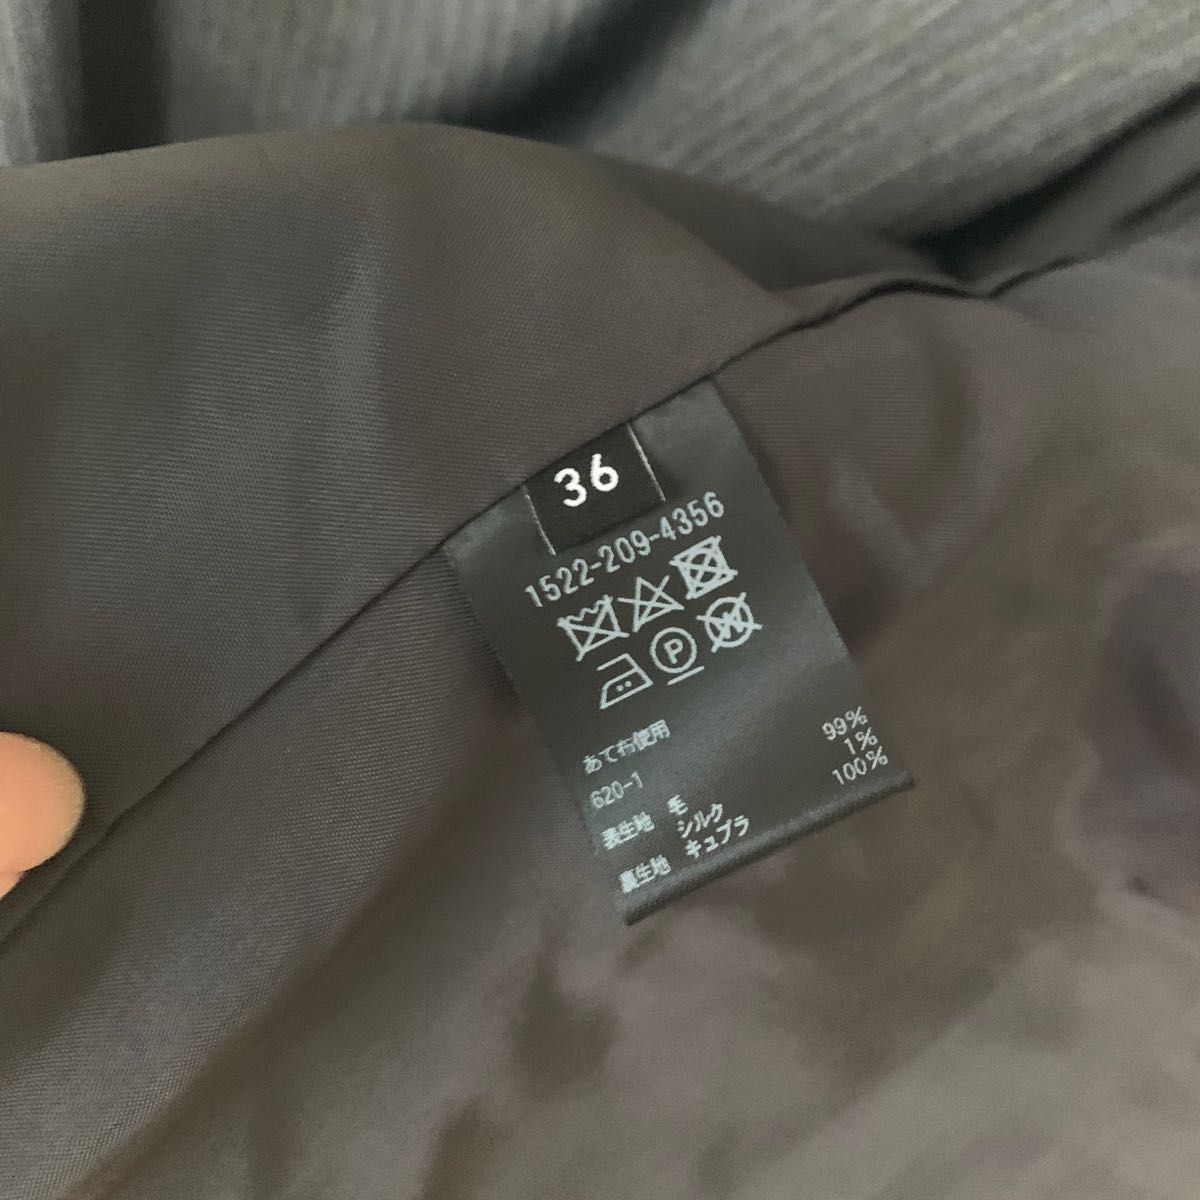 36
1522-209-4356
P W
あて布使用
620-1
表生地 毛 99%
シルク 1%
裏生地 キュプラ 100%